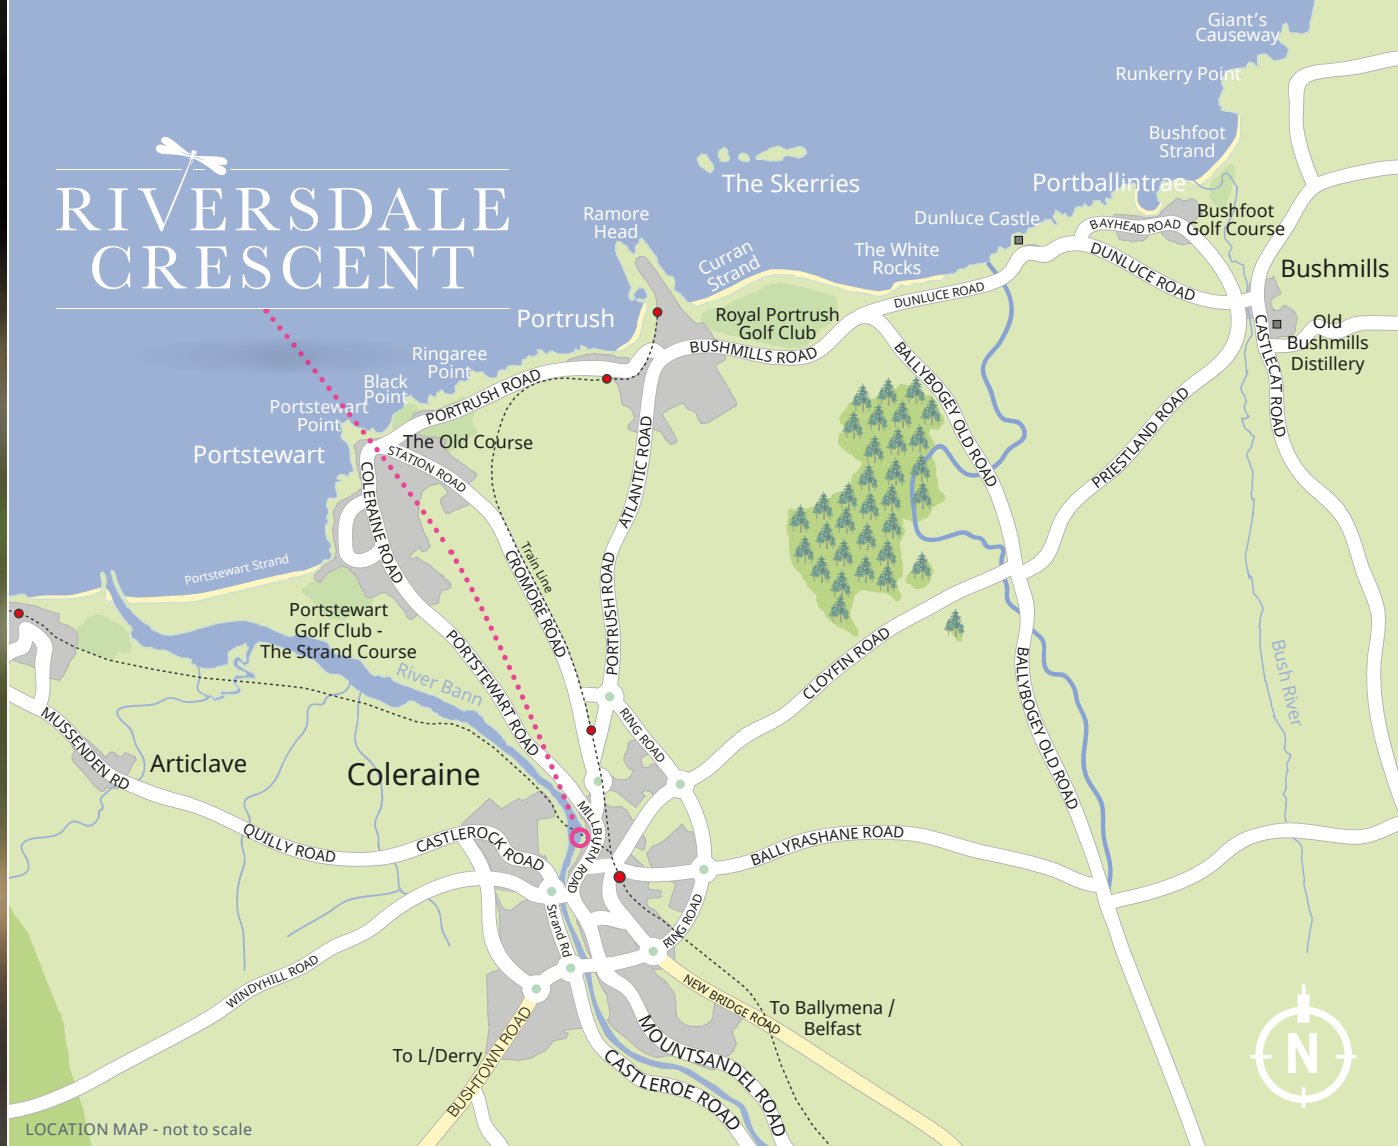 Giant's
Causeway
Runkerry Point
Bushfoot
Strand
The Skerries
Portballintrae
RIVERSDALE
CRESCENT
Ramore
Head
Dunluce Castle
Bushfoot
Golf Course
BAYHEAD ROAD
Curran
Strand
The White
Rocks
DUNLUCE ROAD
Bushmills
DUNLUCE ROAD
Portrush
Royal Portrush
Golf Club
Old
Bushmills
Distillery
BUSHMILLS ROAD
CASTLECAT ROAD
Ringaree
Point
Black
Point
PORTRUSH ROAD
BALLYBOGEY OLD ROAD
Portstewart
Point
The Old Course
Portstewart
STATION ROAD
ATLANTIC ROAD
PRIESTLAND ROAD
COLERAINE ROAD
Train Line
CROMORE ROAD
Portstewart Strand
PORTRUSH ROAD
Portstewart
Golf Club -
The Strand Course
River Bann
PORTSTEWART ROAD
CLOYFIN ROAD
BALLYBOGEY OLD ROAD
Bush River
MUSSENDEN RD
RING ROAD
Articlave
Coleraine
MILLBURN ROAD
QUILLY ROAD
CASTLEROCK ROAD
BALLYRASHANE ROAD
Strand Rd
RING ROAD
WINDYHILL ROAD
NEW BRIDGE ROAD
To Ballymena /
Belfast
To L/Derry
BUSHTOWN ROAD
MOUNTSANDEL ROAD
CASTLEROE ROAD
N
LOCATION MAP - not to scale